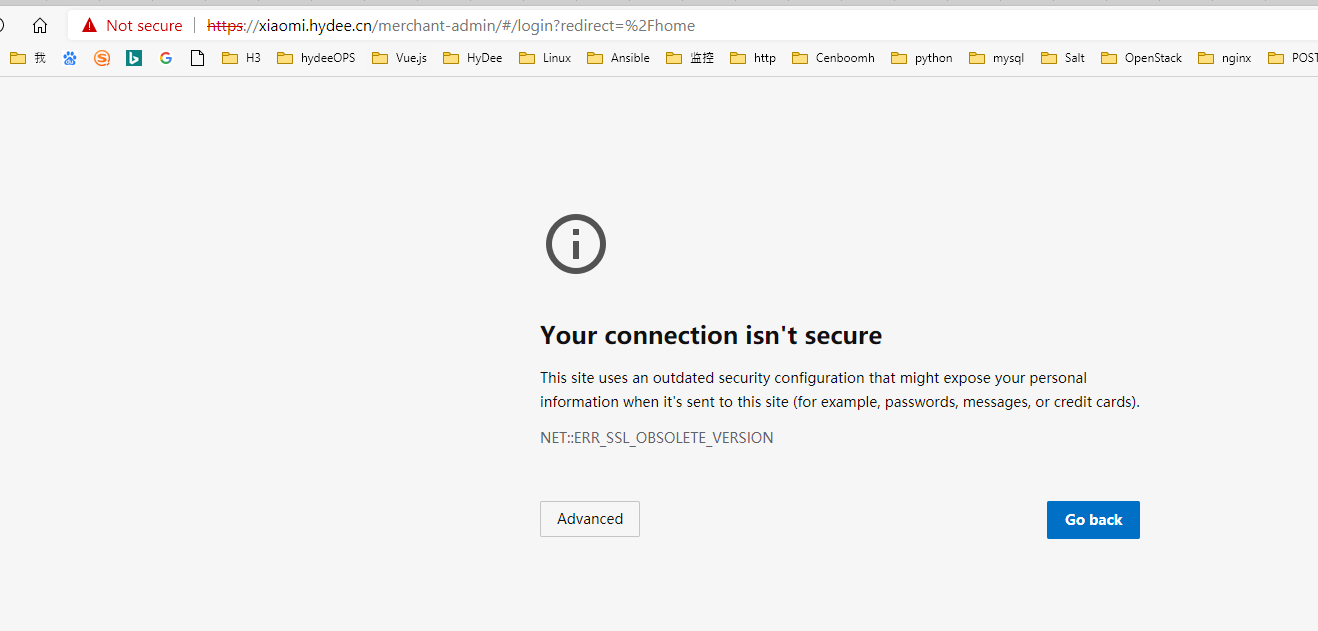 Not secure https://xiaomi.hydee.cn/merchant-admin/#/login?redirect=%2Fhome
我 H3 hydeeOPS Vue.js HyDee Linux Ansible 监控 http Cenboomh python mysql Salt OpenStack nginx POST
Your connection isn't secure
This site uses an outdated security configuration that might expose your personal
information when it's sent to this site (for example, passwords, messages, or credit cards).
NET::ERR_SSL_OBSOLETE_VERSION
Advanced Go back